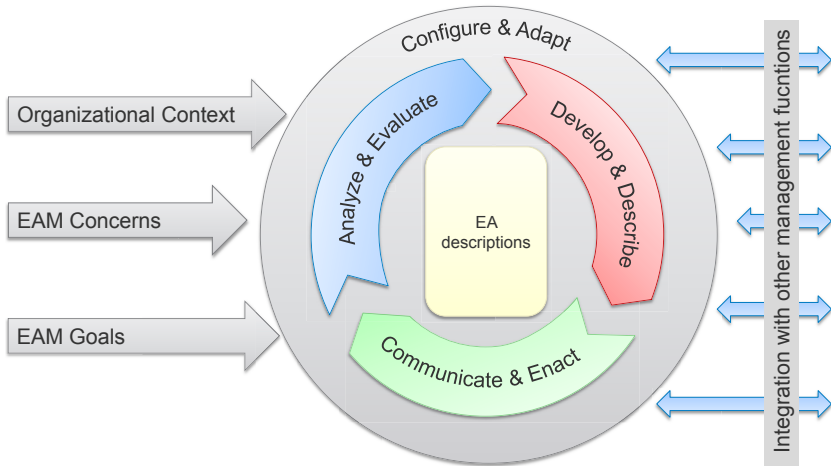 Configure & Adapt
Organizational Context
EAM Concerns
EAM Goals
Analyze & Evaluate
Develop & Describe
Communicate & Enact
EA
descriptions
Integration with other management fucntions